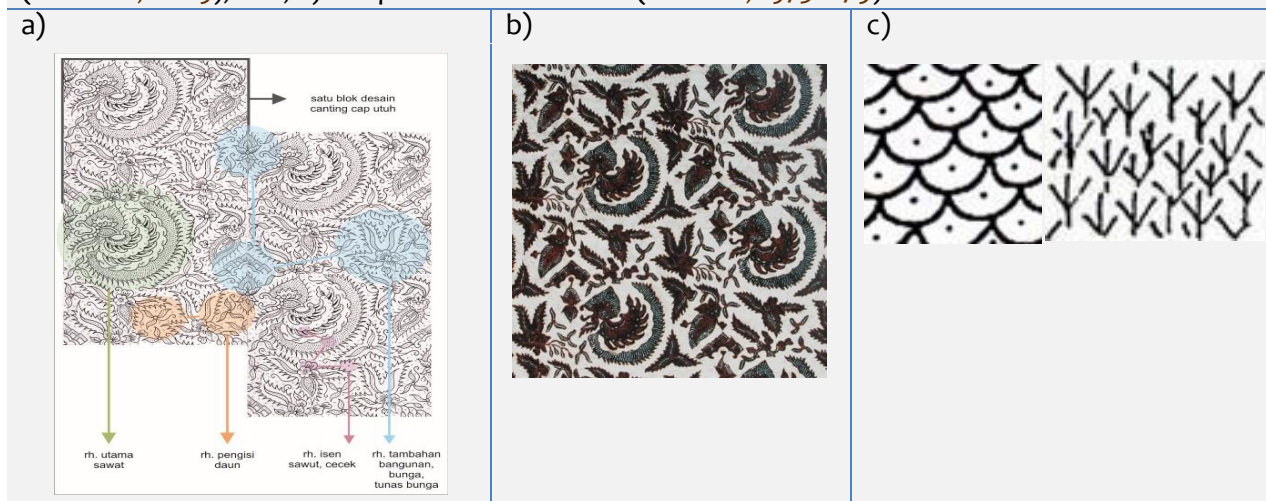 a)
b)
c)
satu blok desain
canting cap utuh
rh. utama
sawat
rh. pengisi
daun
rh. isen
sawut, cecek
rh. tambahan
bangunan,
bunga,
tunas bunga